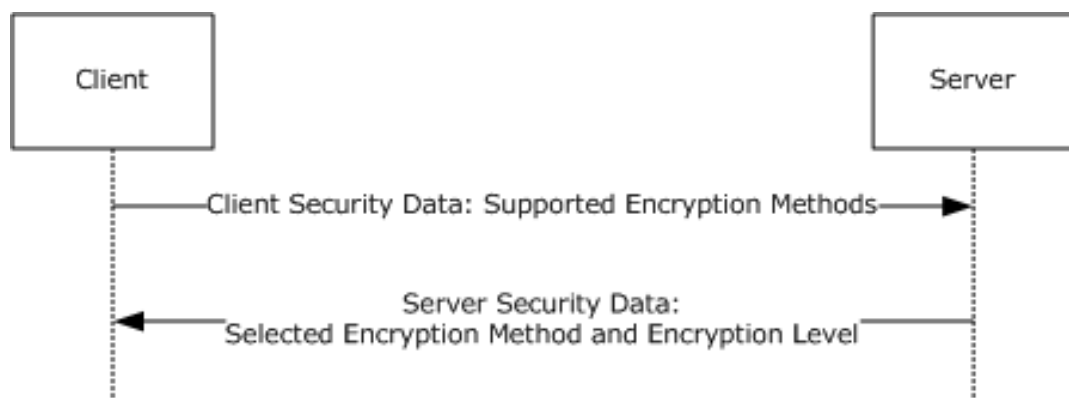 Client
Server
Client Security Data: Supported Encryption Methods
Server Security Data:
Selected Encryption Method and Encryption Level